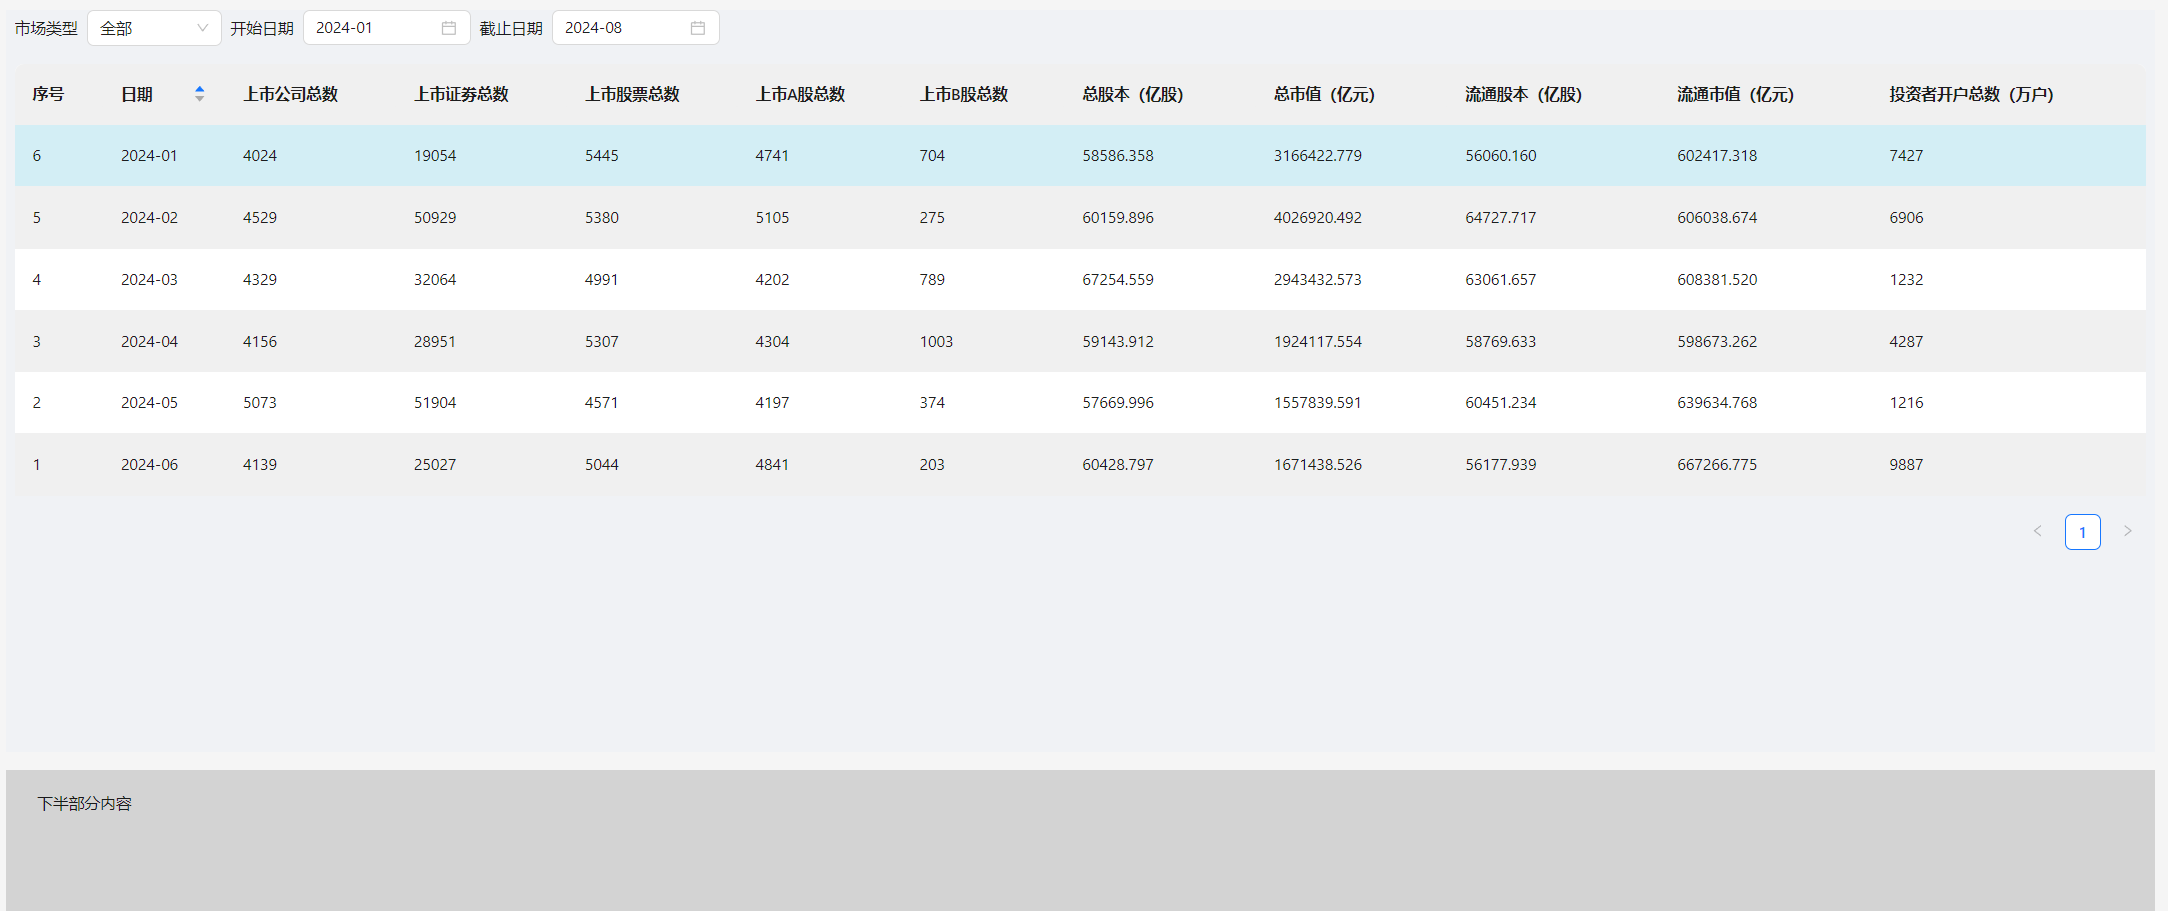 市场类型 全部 开始日期 2024-01 截止日期 2024-08
序号 日期 上市公司总数 上市证券总数 上市股票总数 上市A股总数 上市B股总数 总股本（亿股） 总市值（亿元） 流通股本（亿股） 流通市值（亿元） 投资者开户总数（万户）
6 2024-01 4024 19054 5445 4741 704 58586.358 3166422.779 56060.160 602417.318 7427
5 2024-02 4529 50929 5380 5105 275 60159.896 4026920.492 64727.717 606038.674 6906
4 2024-03 4329 32064 4991 4202 789 67254.559 2943432.573 63061.657 608381.520 1232
3 2024-04 4156 28951 5307 4304 1003 59143.912 1924117.554 58769.633 598673.262 4287
2 2024-05 5073 51904 4571 4197 374 57669.996 1557839.591 60451.234 639634.768 1216
1 2024-06 4139 25027 5044 4841 203 60428.797 1671438.526 56177.939 667266.775 9887
1
下半部分内容